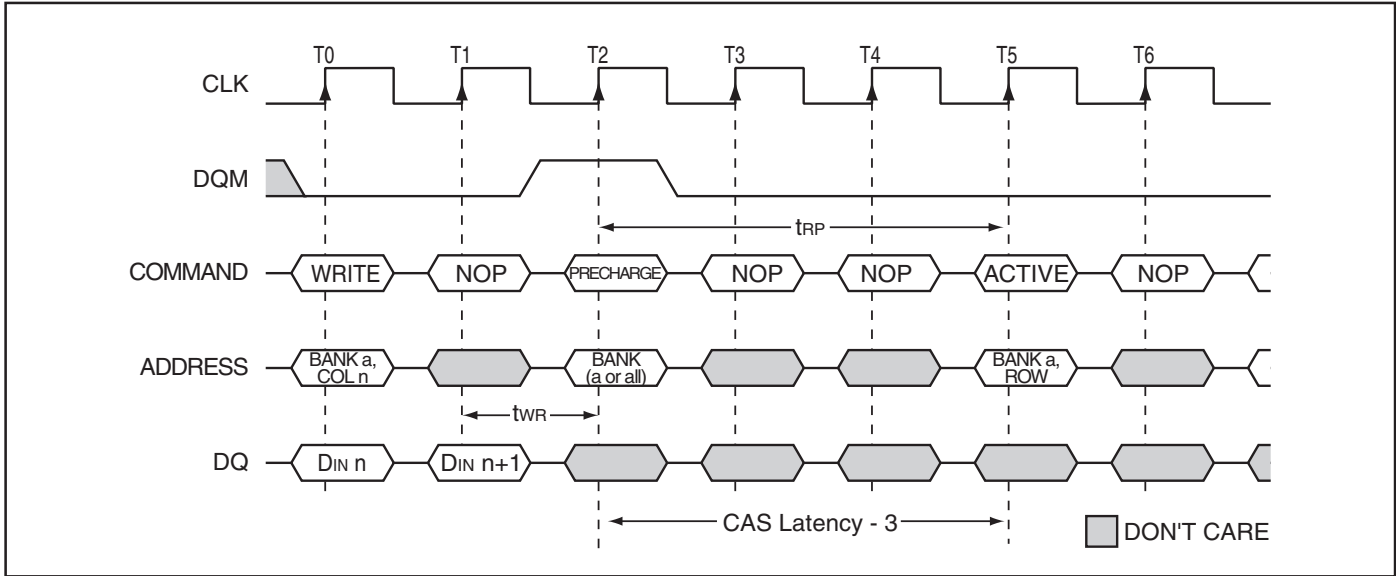 T0 T1 T2 T3 T4 T5 T6
CLK
DQM
tRP
COMMAND WRITE NOP PRECHARGE NOP NOP ACTIVE NOP
ADDRESS BANK a, COL n BANK (a or all) BANK a, ROW
tWR
DQ DIN n DIN n+1
CAS Latency - 3
DON'T CARE